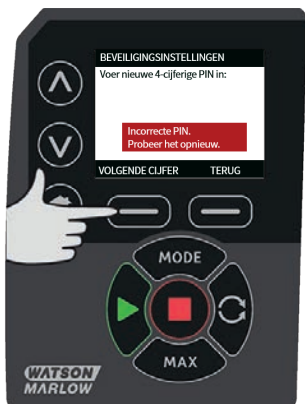 BEVEILIGINGSINSTELLINGEN
Voer nieuwe 4-cijferige PIN in:
Incorrecte PIN.
Probeer het opnieuw.
VOLGENDE CIJFER TERUG
MODE
MAX
WATSON
MARLOW